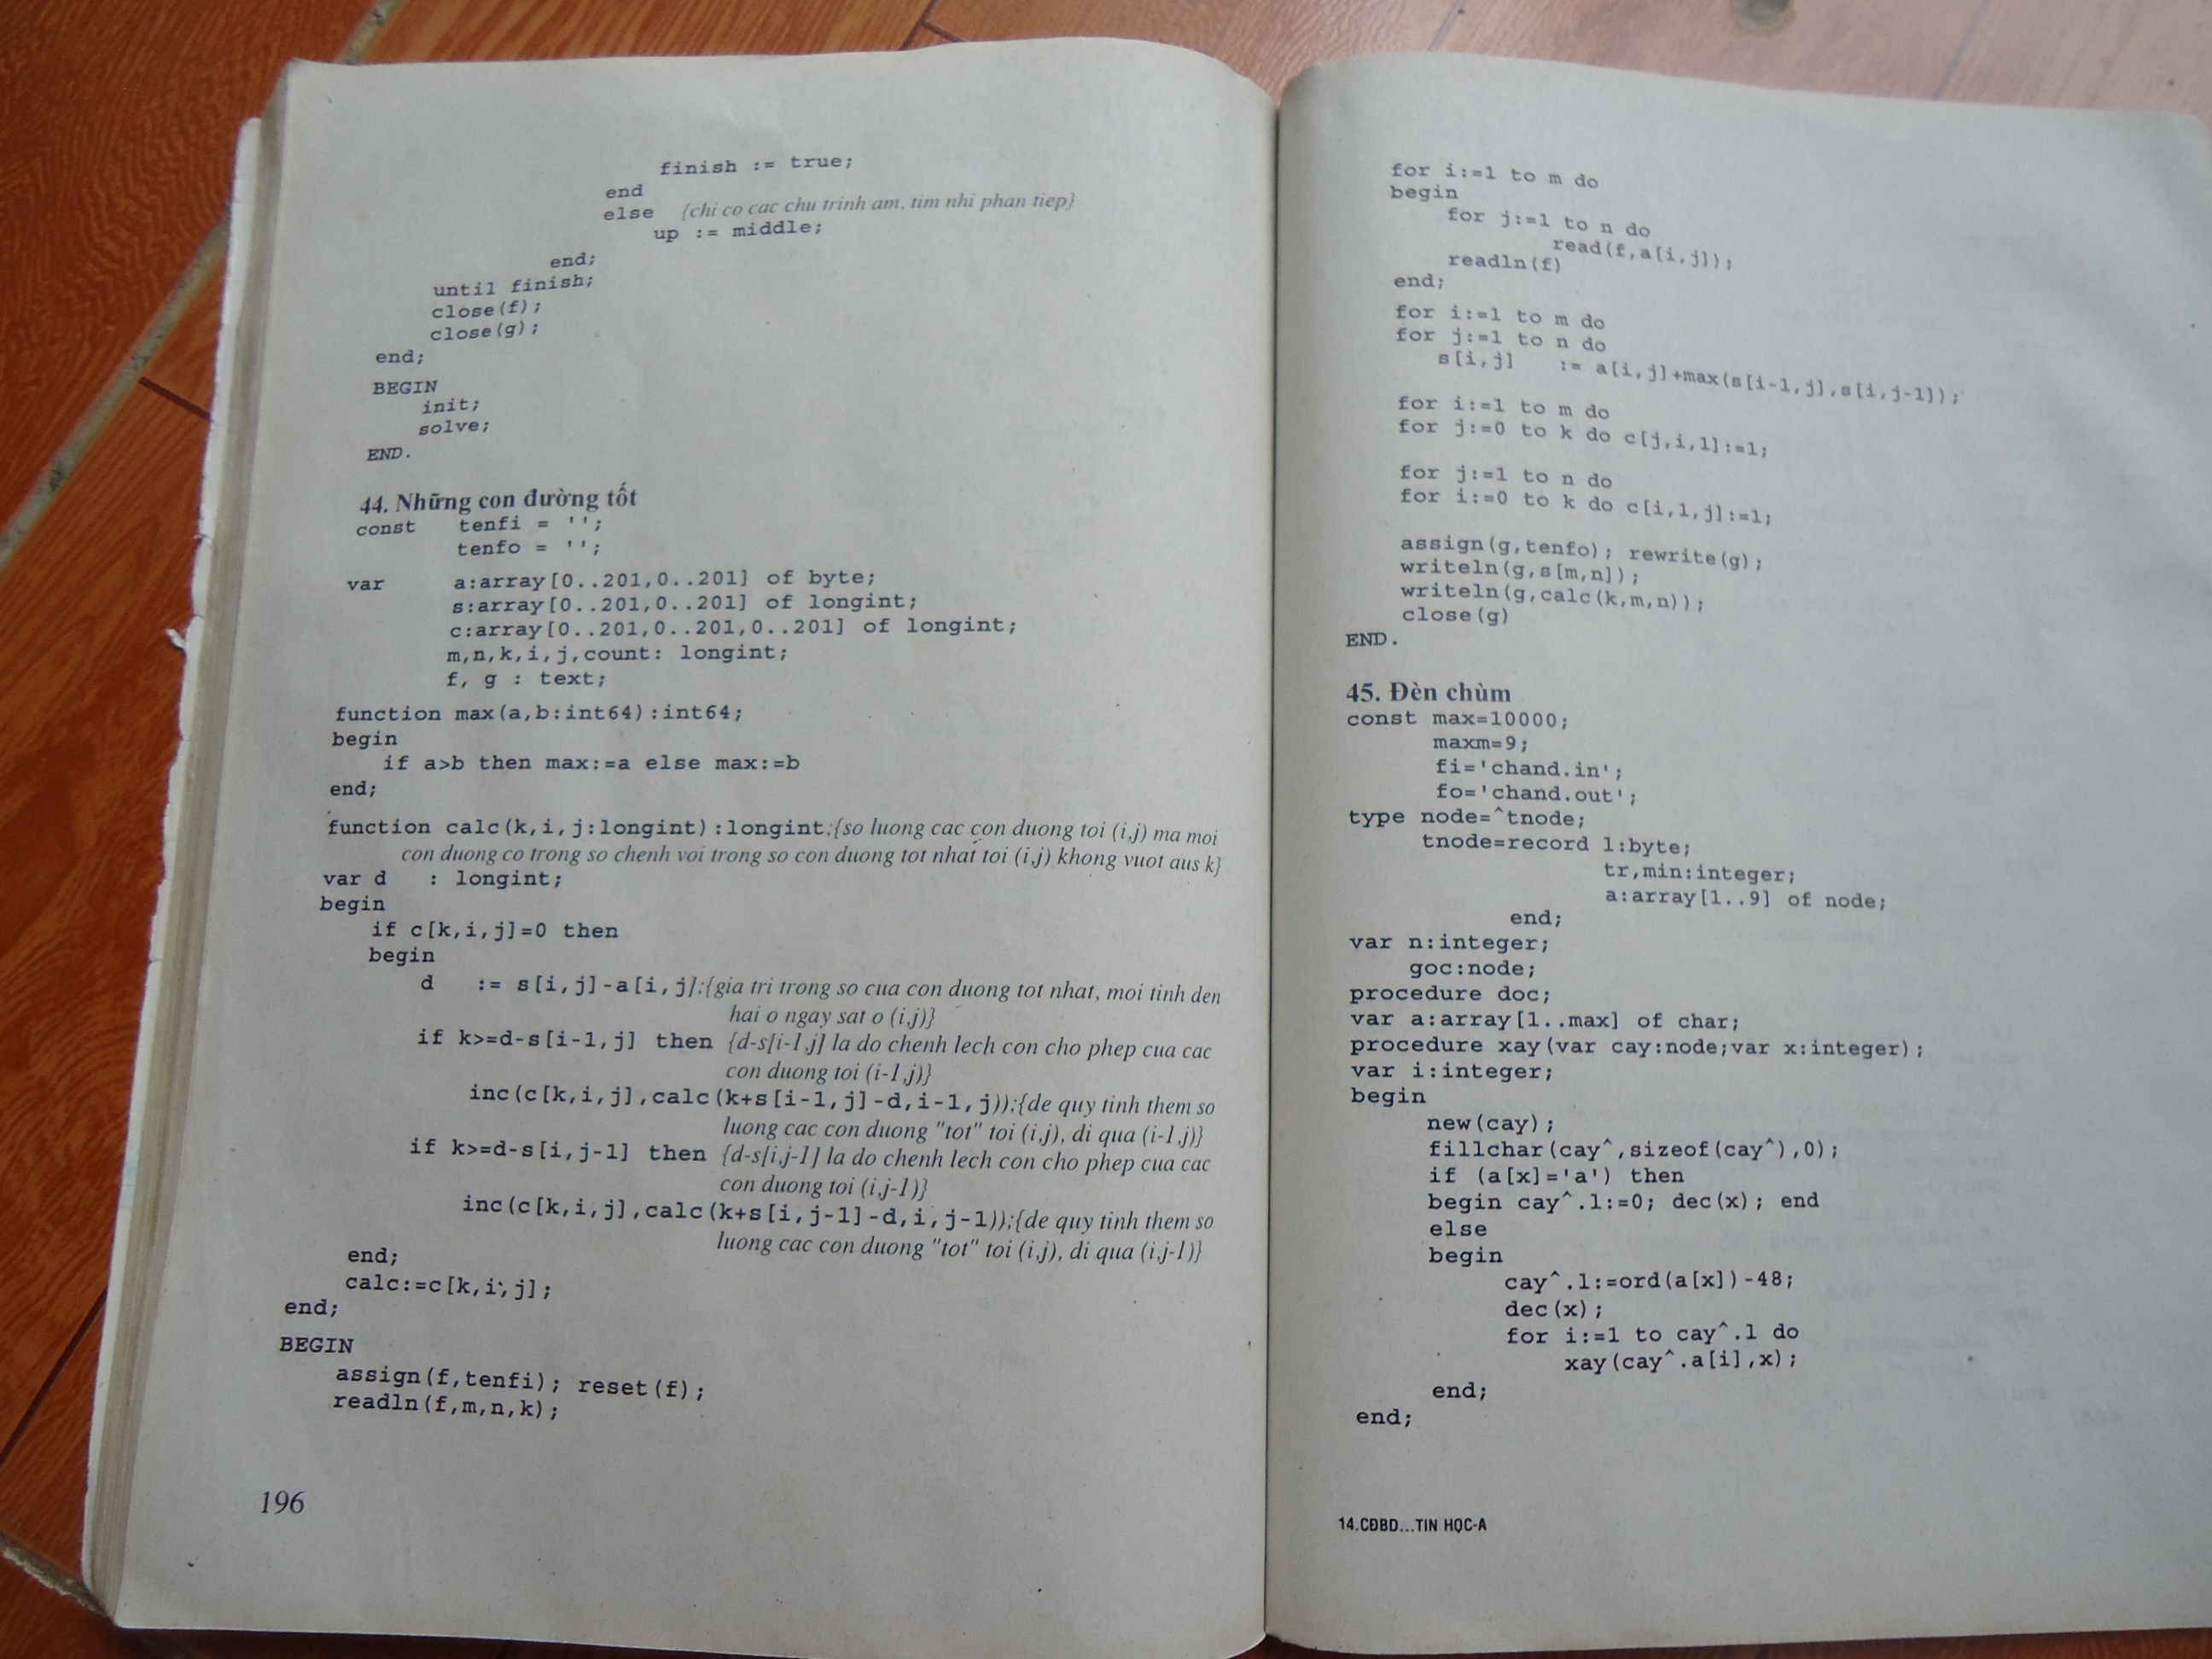 finish := true;
end
else {chi co cac chu trinh am, tim nhi phan tiep}
up := middle;
end;
until finish;
close(f);
close(g);
end;
BEGIN
init;
solve;
END.
44. Những con đường tốt
const tenfi = '';
tenfo = '';
var a:array[0..201,0..201] of byte;
s:array[0..201,0..201] of longint;
c:array[0..201,0..201,0..201] of longint;
m,n,k,i,j,count: longint;
f, g : text;
function max(a,b:int64):int64;
begin
if a>b then max:=a else max:=b
end;
function calc(k,i,j:longint):longint;{so luong cac con duong toi (i,j) ma moi
con duong co trong so chenh voi trong so con duong tot nhat toi (i,j) khong vuot aus k}
var d : longint;
begin
if c[k,i,j]=0 then
begin
d := s[i,j]-a[i,j];{gia tri trong so cua con duong tot nhat, moi tinh den
hai o ngay sat o (i,j)}
if k>=d-s[i-1,j] then {d-s[i-1,j] la do chenh lech con cho phep cua cac
con duong toi (i-1,j)}
inc(c[k,i,j],calc(k+s[i-1,j]-d,i-1,j));{de quy tinh them so
luong cac con duong "tot" toi (i,j), di qua (i-1,j)}
if k>=d-s[i,j-1] then {d-s[i,j-1] la do chenh lech con cho phep cua cac
con duong toi (i,j-1)}
inc(c[k,i,j],calc(k+s[i,j-1]-d,i,j-1));{de quy tinh them so
luong cac con duong "tot" toi (i,j), di qua (i,j-1)}
end;
calc:=c[k,i,j];
end;
BEGIN
assign(f,tenfi); reset(f);
readln(f,m,n,k);
196
for i:=1 to m do
begin
for j:=1 to n do
read(f,a[i,j]);
readln(f)
end;
for i:=1 to m do
for j:=1 to n do
s[i,j] := a[i,j]+max(s[i-1,j],s[i,j-1]);
for i:=1 to m do
for j:=0 to k do c[j,i,1]:=1;
for j:=1 to n do
for i:=0 to k do c[i,1,j]:=1;
assign(g,tenfo); rewrite(g);
writeln(g,s[m,n]);
writeln(g,calc(k,m,n));
close(g)
END.
45. Đèn chùm
const max=10000;
maxm=9;
fi='chand.in';
fo='chand.out';
type node=^tnode;
tnode=record l:byte;
tr,min:integer;
a:array[1..9] of node;
end;
var n:integer;
goc:node;
procedure doc;
var a:array[1..max] of char;
procedure xay(var cay:node;var x:integer);
var i:integer;
begin
new(cay);
fillchar(cay^,sizeof(cay^),0);
if (a[x]='a') then
begin cay^.l:=0; dec(x); end
else
begin
cay^.l:=ord(a[x])-48;
dec(x);
for i:=1 to cay^.l do
xay(cay^.a[i],x);
end;
end;
14.CĐBD...TIN HỌC-A